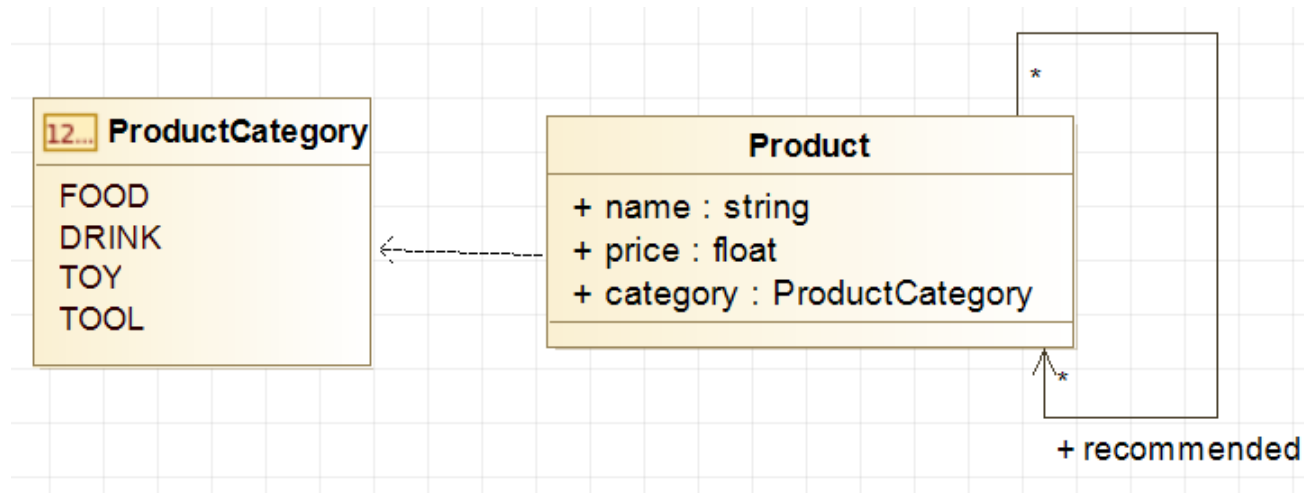 12... ProductCategory
FOOD
DRINK
TOY
TOOL
Product
+ name : string
+ price : float
+ category : ProductCategory
*
*
+ recommended